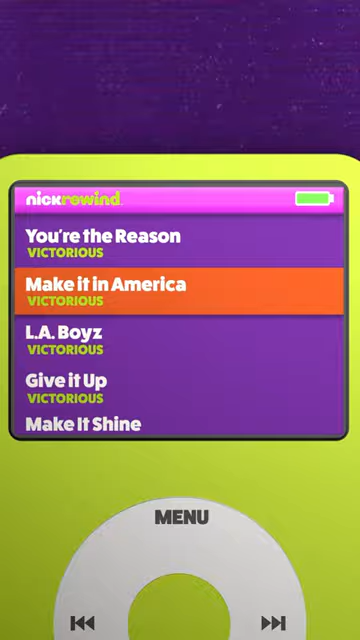 nickrewind
You're the Reason
VICTORIOUS
Make it in America
VICTORIOUS
L.A. Boyz
VICTORIOUS
Give it Up
VICTORIOUS
Make It Shine
MENU